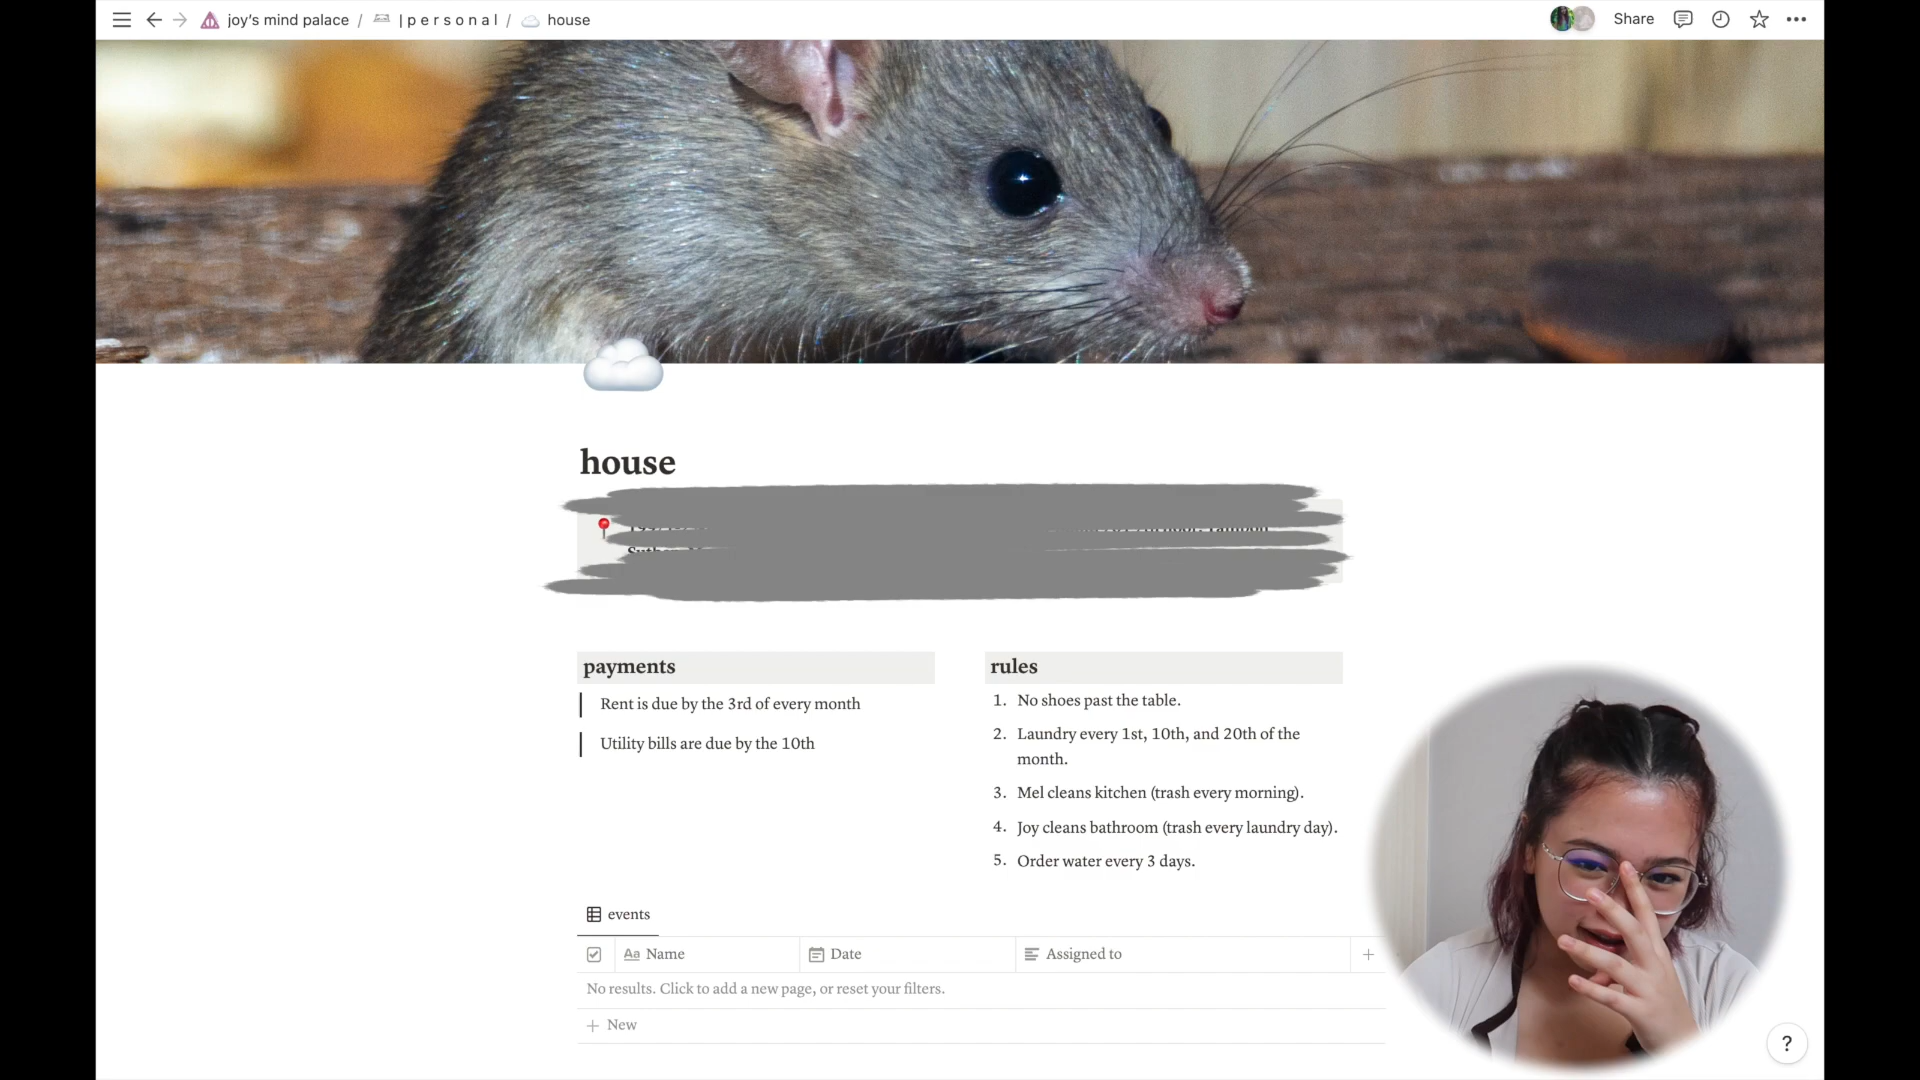 joy's mind palace / | p e r s o n a l / house
Share
house
payments
Rent is due by the 3rd of every month
Utility bills are due by the 10th
rules
1. No shoes past the table.
2. Laundry every 1st, 10th, and 20th of the
month.
3. Mel cleans kitchen (trash every morning).
4. Joy cleans bathroom (trash every laundry day).
5. Order water every 3 days.
events
Aa Name Date Assigned to
No results. Click to add a new page, or reset your filters.
+ New
?